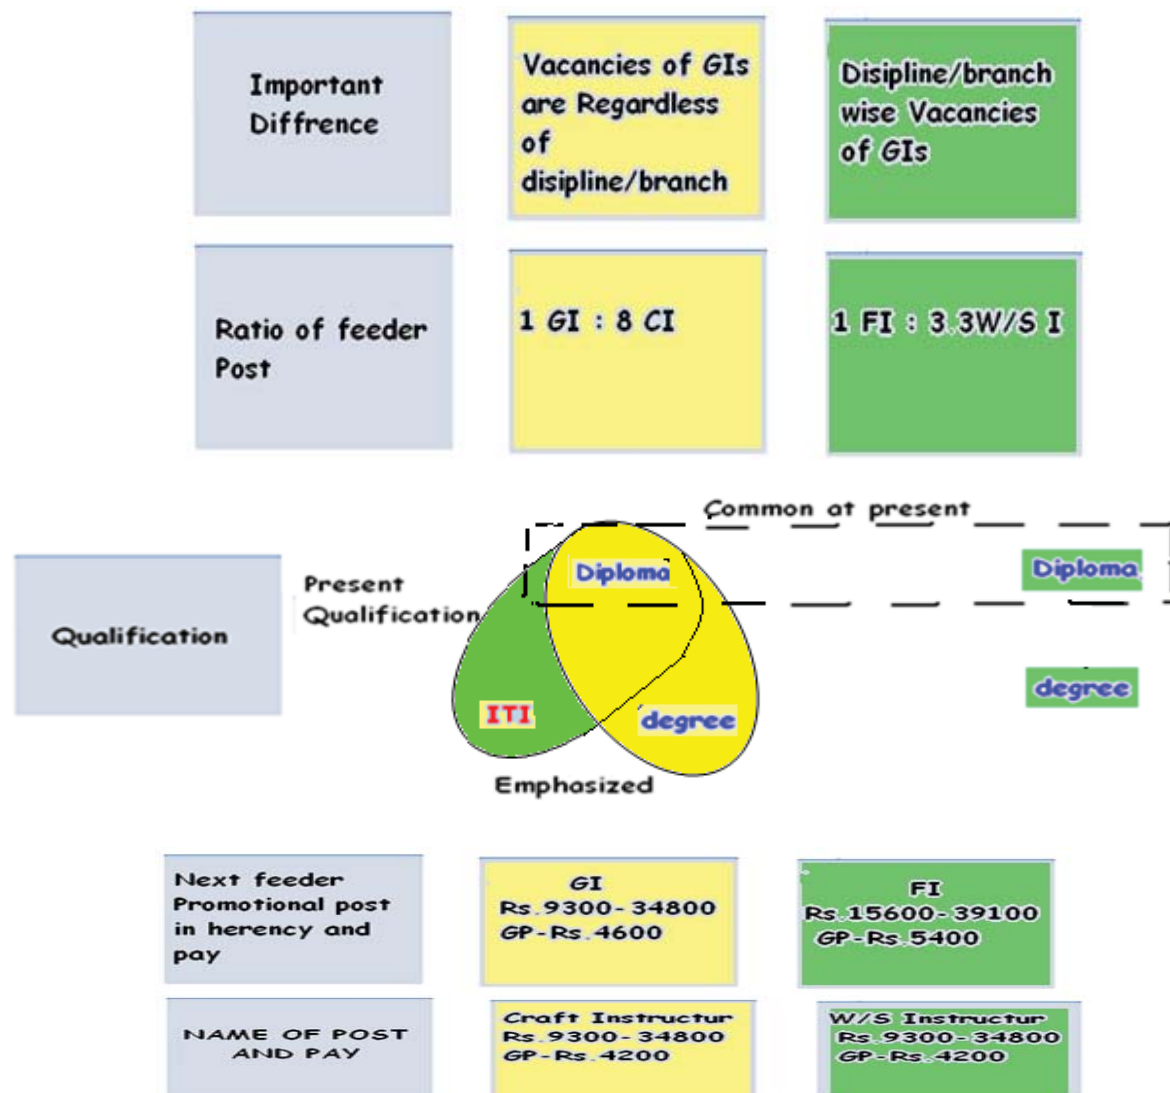 Important
Diffrence
Vacancies of GIs
are Regardless
of
disipline/branch
Disipline/branch
wise Vacancies
of GIs
Ratio of feeder
Post
1 GI : 8 CI
1 FI : 3.3W/S I
Common at present
Qualification
Present
Qualification
Diploma
Diploma
ITI
degree
degree
Emphasized
Next feeder
Promotional post
in herency and
pay
GI
Rs.9300-34800
GP-Rs.4600
FI
Rs.15600-39100
GP-Rs.5400
NAME OF POST
AND PAY
Craft Instructur
Rs.9300-34800
GP-Rs.4200
W/S Instructur
Rs.9300-34800
GP-Rs.4200